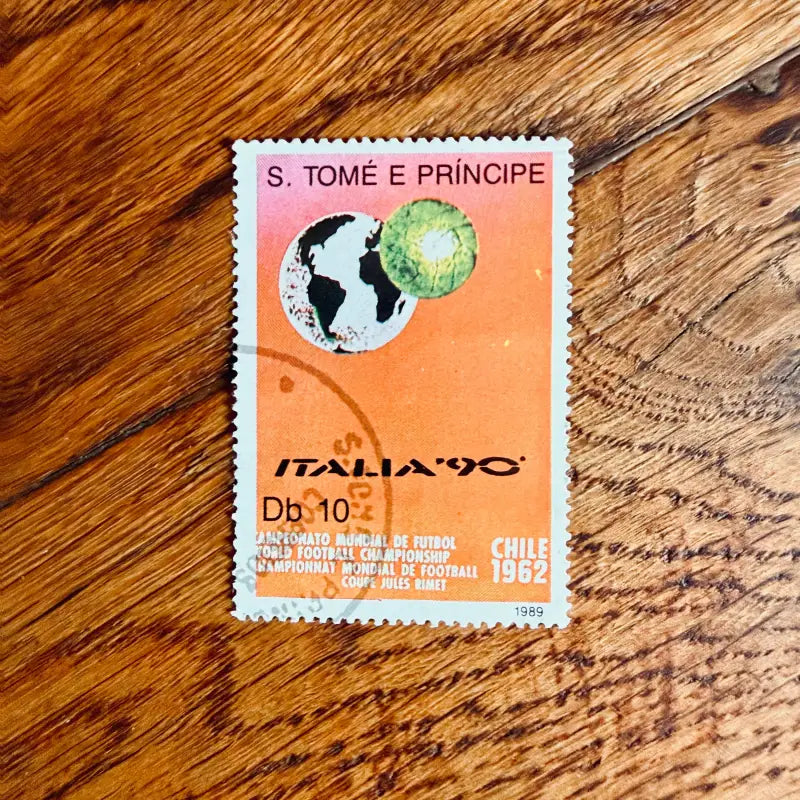 S. TOMÉ E PRÍNCIPE
ITALIA'90
Db 10
CAMPEONATO MUNDIAL DE FUTBOL
WORLD FOOTBALL CHAMPIONSHIP
CHAMPIONNAT MONDIAL DE FOOTBALL
COUPE JULES RIMET
CHILE
1962
1989